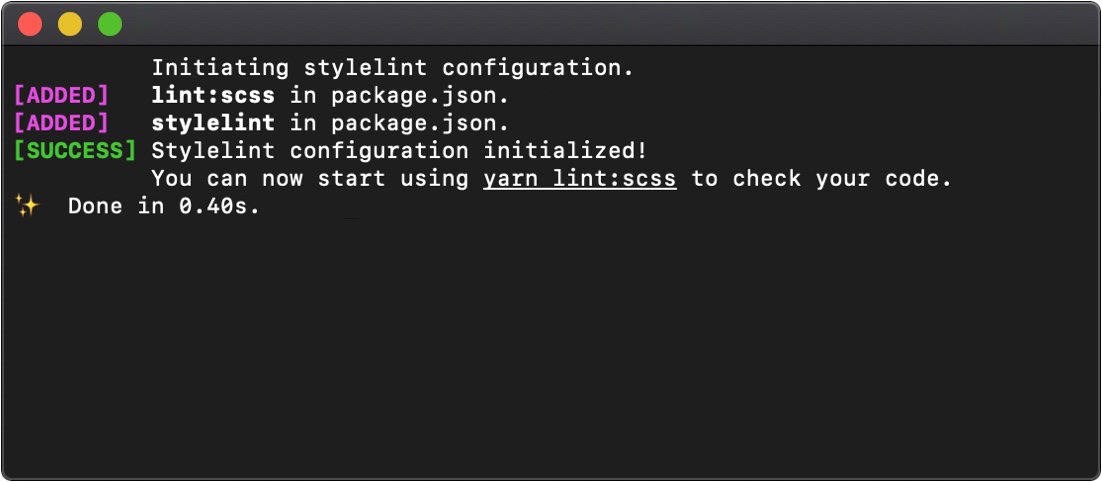 Initiating stylelint configuration.
[ADDED] lint:scss in package.json.
[ADDED] stylelint in package.json.
[SUCCESS] Stylelint configuration initialized!
You can now start using yarn lint:scss to check your code.
✨ Done in 0.40s.